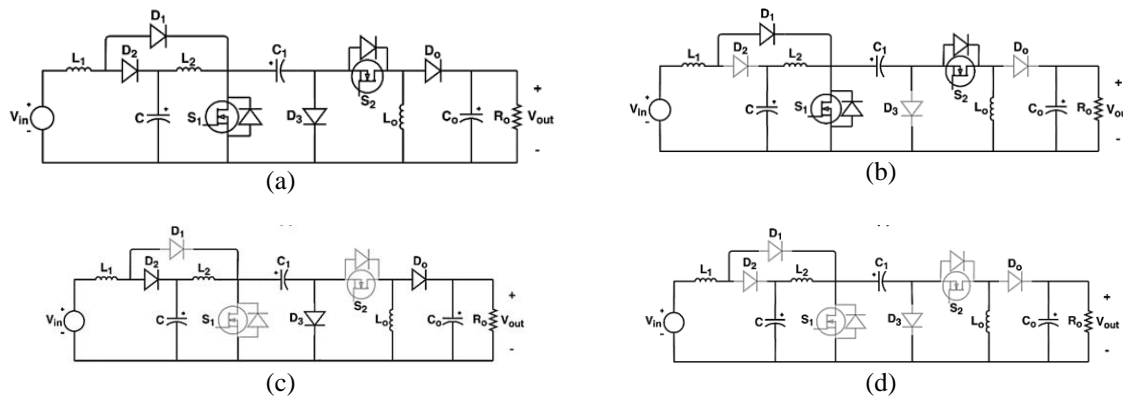 D1
L1 D2 L2 C1 S2 Do
+
Vin C S1 D3 Lo Co Ro Vout
-
(a)
D1
L1 D2 L2 C1 S2 Do
+
Vin C S1 D3 Lo Co Ro Vou
-
(b)
D1
L1 D2 L2 C1 S2 Do
+
Vin C S1 D3 Lo Co Ro Vout
-
(c)
D1
L1 D2 L2 C1 S2 Do
+
Vin C S1 D3 Lo Co Ro Vout
-
(d)